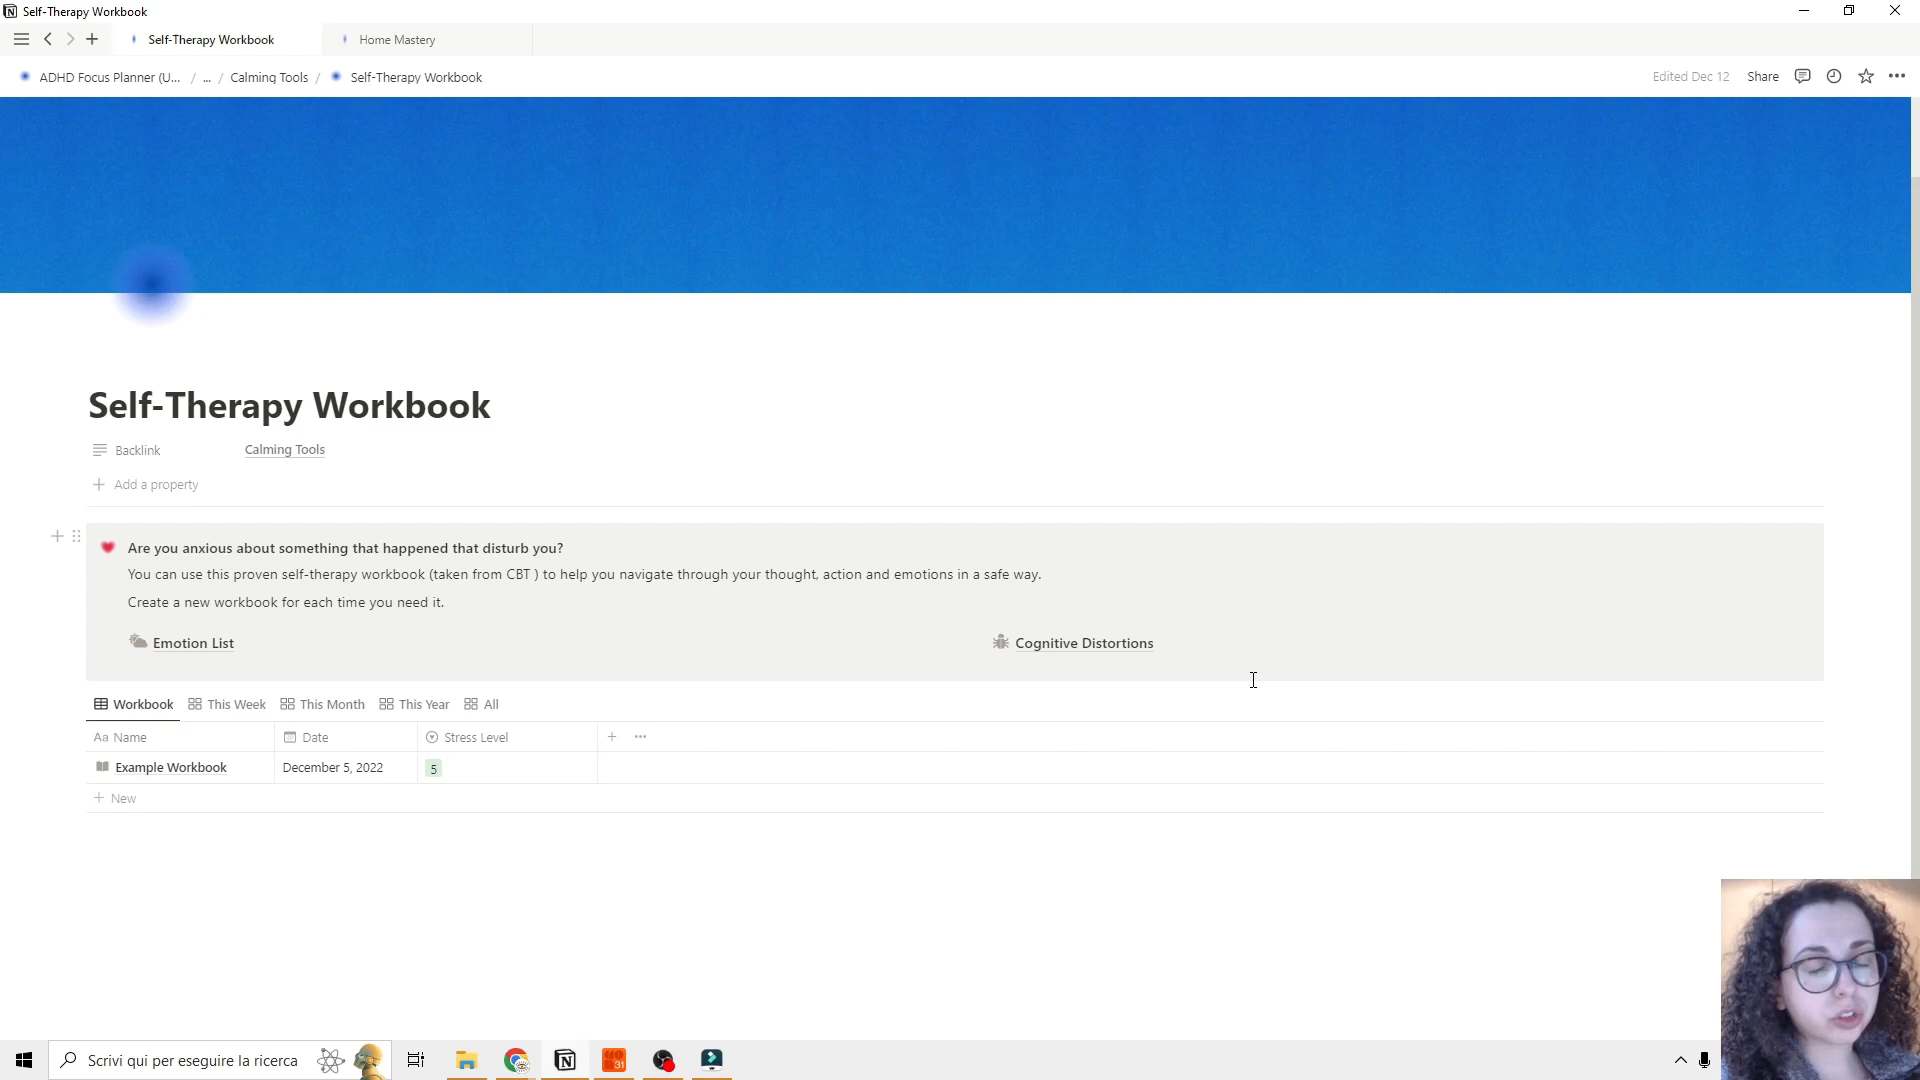 Self-Therapy Workbook
Self-Therapy Workbook
Home Mastery
ADHD Focus Planner (U... / ... / Calming Tools / Self-Therapy Workbook
Edited Dec 12
Share
Self-Therapy Workbook
Backlink
Calming Tools
Add a property
Are you anxious about something that happened that disturb you?
You can use this proven self-therapy workbook (taken from CBT ) to help you navigate through your thought, action and emotions in a safe way.
Create a new workbook for each time you need it.
Emotion List
Cognitive Distortions
Workbook
This Week
This Month
This Year
All
Aa Name
Date
Stress Level
Example Workbook
December 5, 2022
5
New
Scrivi qui per eseguire la ricerca
31